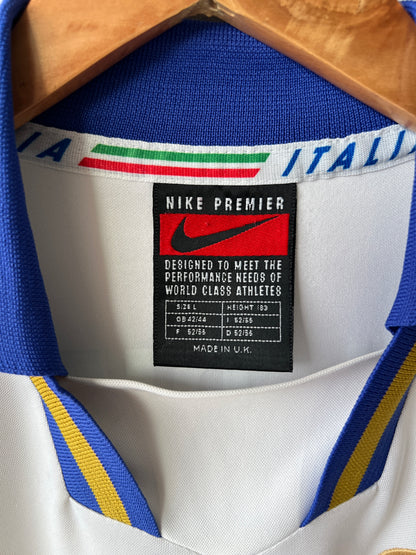 IA ITALIA
NIKE PREMIER
DESIGNED TO MEET THE
PERFORMANCE NEEDS OF
WORLD CLASS ATHLETES
SIZE L HEIGHT 183
GB 42/44 I 52/56
F 52/56 D 52/56
MADE IN U.K.